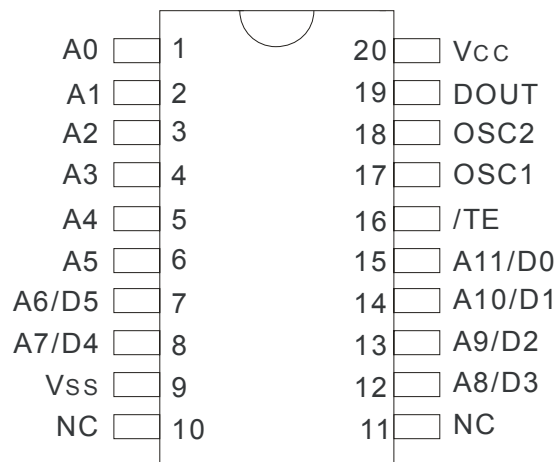 A0 1 20 VCC
A1 2 19 DOUT
A2 3 18 OSC2
A3 4 17 OSC1
A4 5 16 /TE
A5 6 15 A11/D0
A6/D5 7 14 A10/D1
A7/D4 8 13 A9/D2
VSS 9 12 A8/D3
NC 10 11 NC